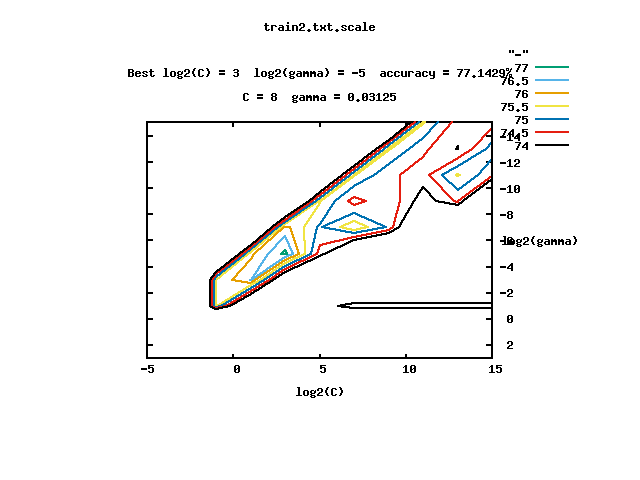 train2.txt.scale
"-"
Best log2(C) = 3  log2(gamma) = -5  accuracy = 77.1429%
77
76.5
C = 8  gamma = 0.03125
76
75.5
75
74.5
74
-14
-12
-10
-8
-6
log2(gamma)
-4
-2
0
2
-5 0 5 10 15
log2(C)